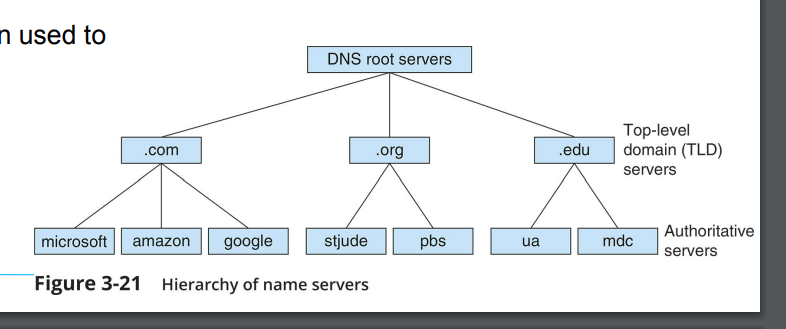 n used to
DNS root servers
.com
.org
.edu
Top-level
domain (TLD)
servers
microsoft
amazon
google
stjude
pbs
ua
mdc
Authoritative
servers
Figure 3-21 Hierarchy of name servers